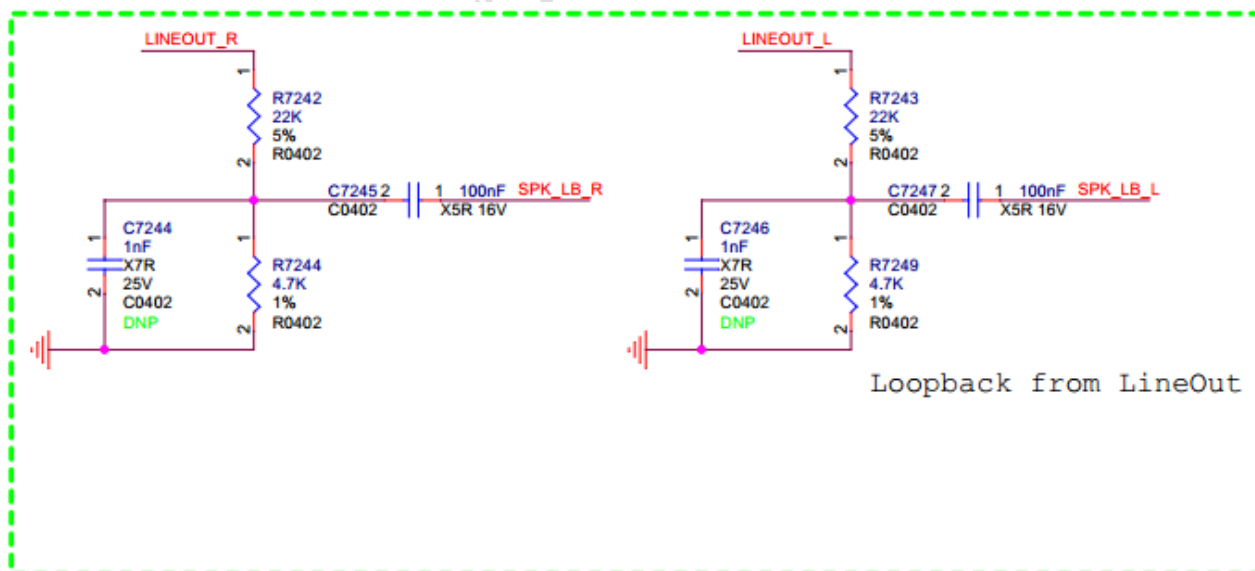 LINEOUT_R
1
R7242
22K
5%
R0402
2
C7245 2 1 100nF SPK_LB_R
C0402 X5R 16V
1
C7244
1nF
X7R
25V
C0402
DNP
2
1
R7244
4.7K
1%
R0402
2
LINEOUT_L
1
R7243
22K
5%
R0402
2
C7247 2 1 100nF SPK_LB_L
C0402 X5R 16V
1
C7246
1nF
X7R
25V
C0402
DNP
2
1
R7249
4.7K
1%
R0402
2
Loopback from LineOut